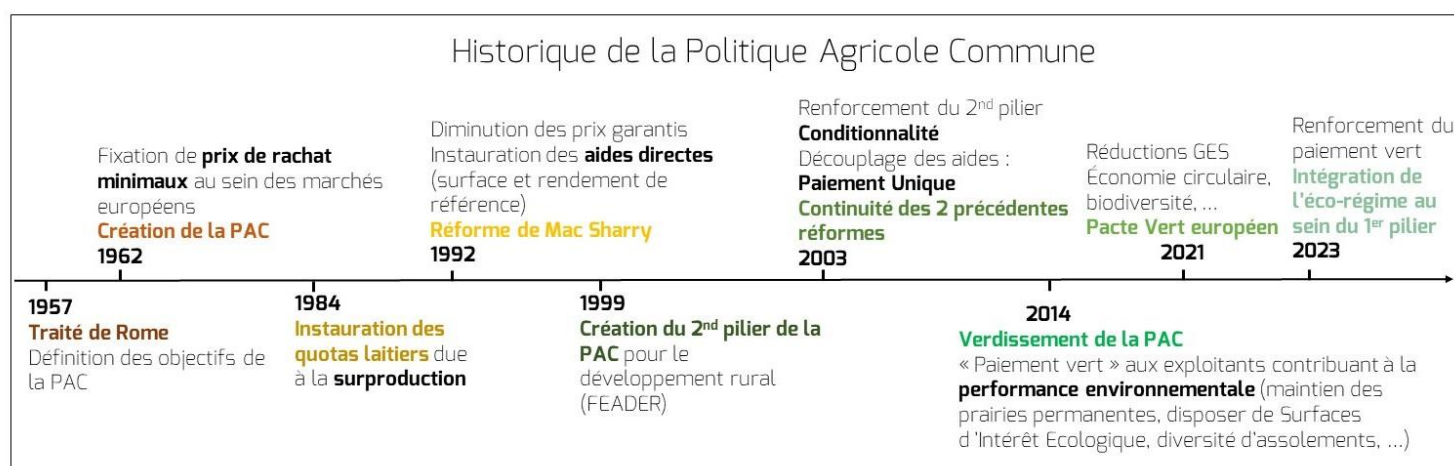 Historique de la Politique Agricole Commune
Fixation de prix de rachat
minimaux au sein des marchés
européens
Création de la PAC
1962
Diminution des prix garantis
Instauration des aides directes
(surface et rendement de
référence)
Réforme de Mac Sharry
1992
Renforcement du 2nd pilier
Conditionnalité
Découplage des aides :
Paiement Unique
Continuité des 2 précédentes
réformes
2003
Réductions GES
Économie circulaire,
biodiversité, ...
Pacte Vert européen
2021
Renforcement du
paiement vert
Intégration de
l'éco-régime au
sein du 1er pilier
2023
1957
Traité de Rome
Définition des objectifs de
la PAC
1984
Instauration des
quotas laitiers due
à la surproduction
1999
Création du 2nd pilier de la
PAC pour le
développement rural
(FEADER)
2014
Verdissement de la PAC
« Paiement vert » aux exploitants contribuant à la
performance environnementale (maintien des
prairies permanentes, disposer de Surfaces
d'Intérêt Ecologique, diversité d'assolements, ...)